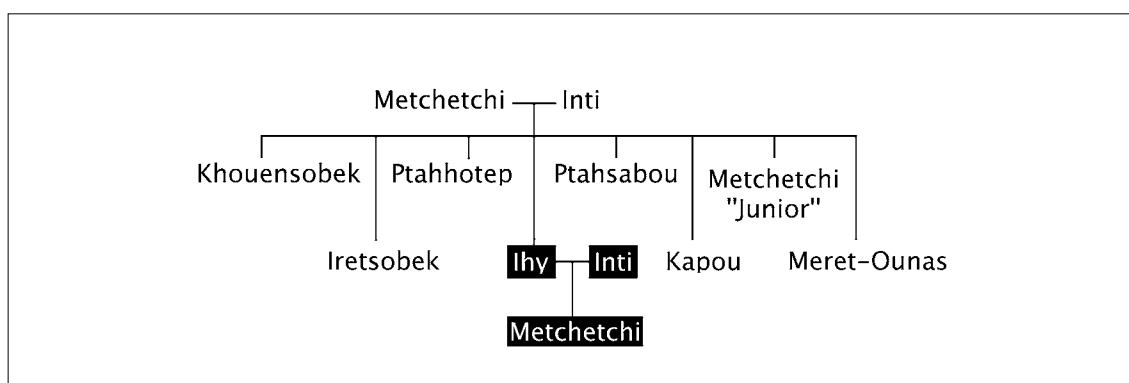 Metchetchi Inti
Khouensobek Ptahhotep Ptahsabou Metchetchi
"Junior"
Iretsobek Ihy Inti Kapou Meret-Ounas
Metchetchi